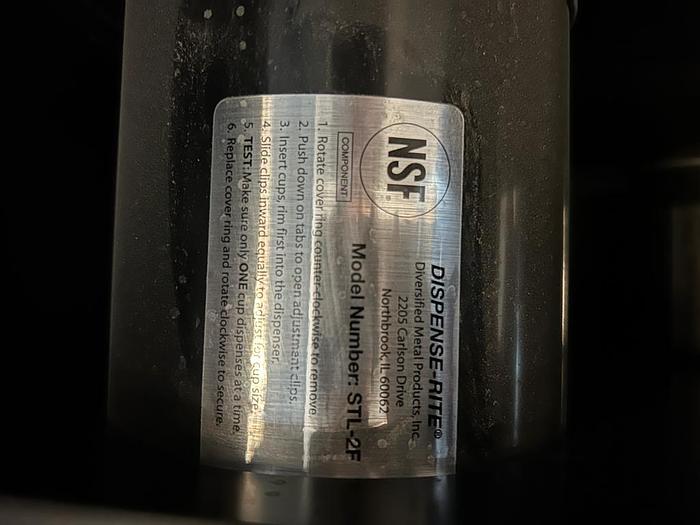 NSF
COMPONENT
DISPENSE-RITE®
Diversified Metal Products, Inc.
2205 Carlson Drive
Northbrook, IL 60062
Model Number: STL-2F
1. Rotate cover ring counter-clockwise to remove.
2. Push down on tabs to open adjustment clips.
3. Insert cups, rim first into the dispenser.
4. Slide clips inward equally to adjust for cup size.
5. TEST: Make sure only ONE cup dispenses at a time.
6. Replace cover ring and rotate clockwise to secure.